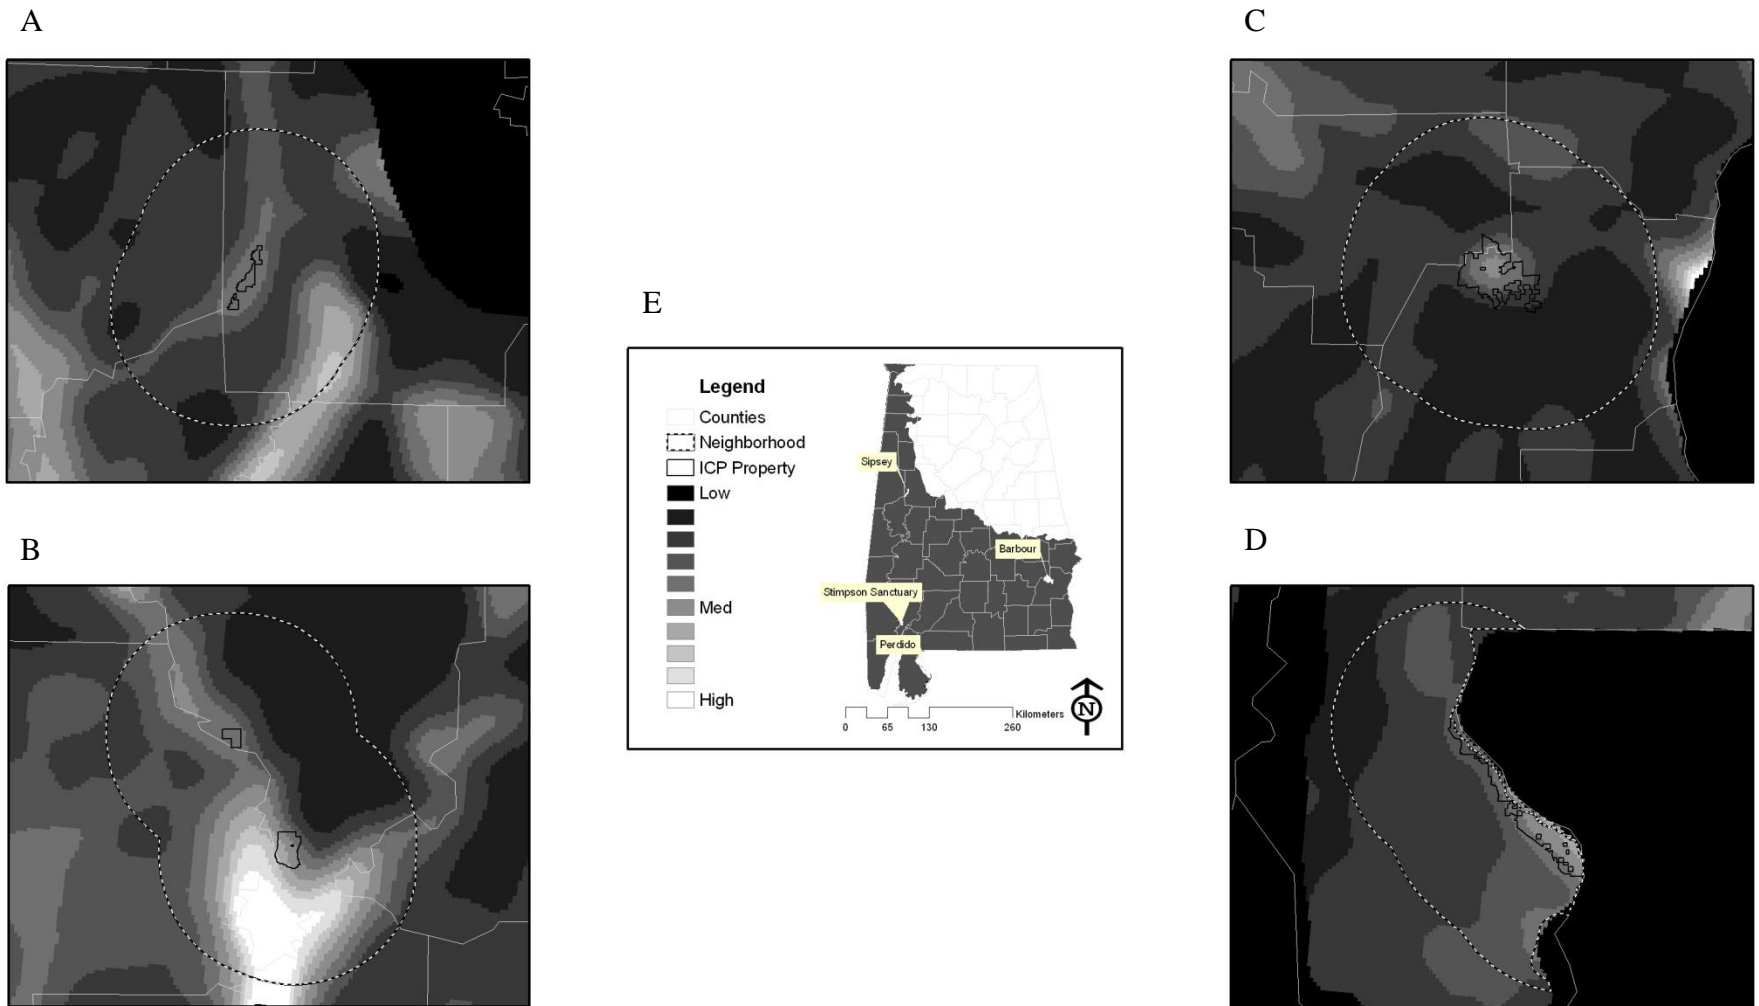 A
C
E
Legend
Counties
Neighborhood
ICP Property
Low
Med
High
Sipsey
Barbour
Stimpson Sanctuary
Perdido
N
Kilometers
0 65 130 260
B
D